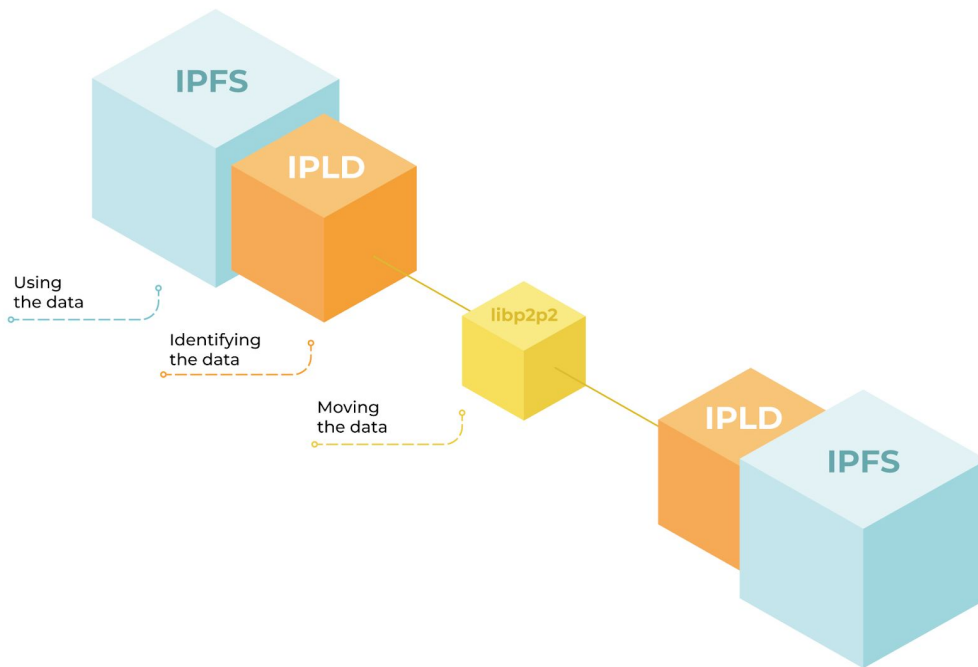 IPFS
IPLD
Using
the data
Identifying
the data
libp2p2
Moving
the data
IPLD
IPFS